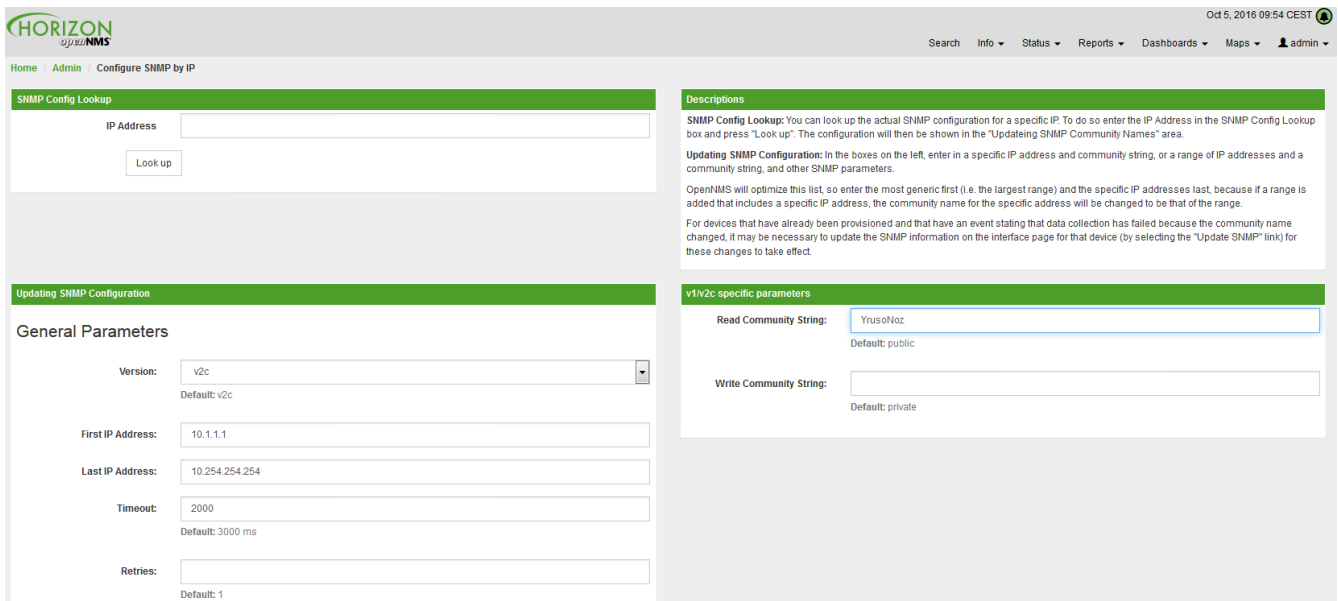 HORIZON
openNMS
Oct 5, 2016 09:54 CEST
Search Info Status Reports Dashboards Maps admin
Home / Admin / Configure SNMP by IP
SNMP Config Lookup
IP Address
Look up
Descriptions
SNMP Config Lookup: You can look up the actual SNMP configuration for a specific IP. To do so enter the IP Address in the SNMP Config Lookup
box and press "Look up". The configuration will then be shown in the "Updateing SNMP Community Names" area.
Updating SNMP Configuration: In the boxes on the left, enter in a specific IP address and community string, or a range of IP addresses and a
community string, and other SNMP parameters.
OpenNMS will optimize this list, so enter the most generic first (i.e. the largest range) and the specific IP addresses last, because if a range is
added that includes a specific IP address, the community name for the specific address will be changed to be that of the range.
For devices that have already been provisioned and that have an event stating that data collection has failed because the community name
changed, it may be necessary to update the SNMP information on the interface page for that device (by selecting the "Update SNMP" link) for
these changes to take effect.
Updating SNMP Configuration
General Parameters
Version: v2c
Default: v2c
First IP Address: 10.1.1.1
Last IP Address: 10.254.254.254
Timeout: 2000
Default: 3000 ms
Retries:
Default: 1
v1/v2c specific parameters
Read Community String: YrusoNoz
Default: public
Write Community String:
Default: private